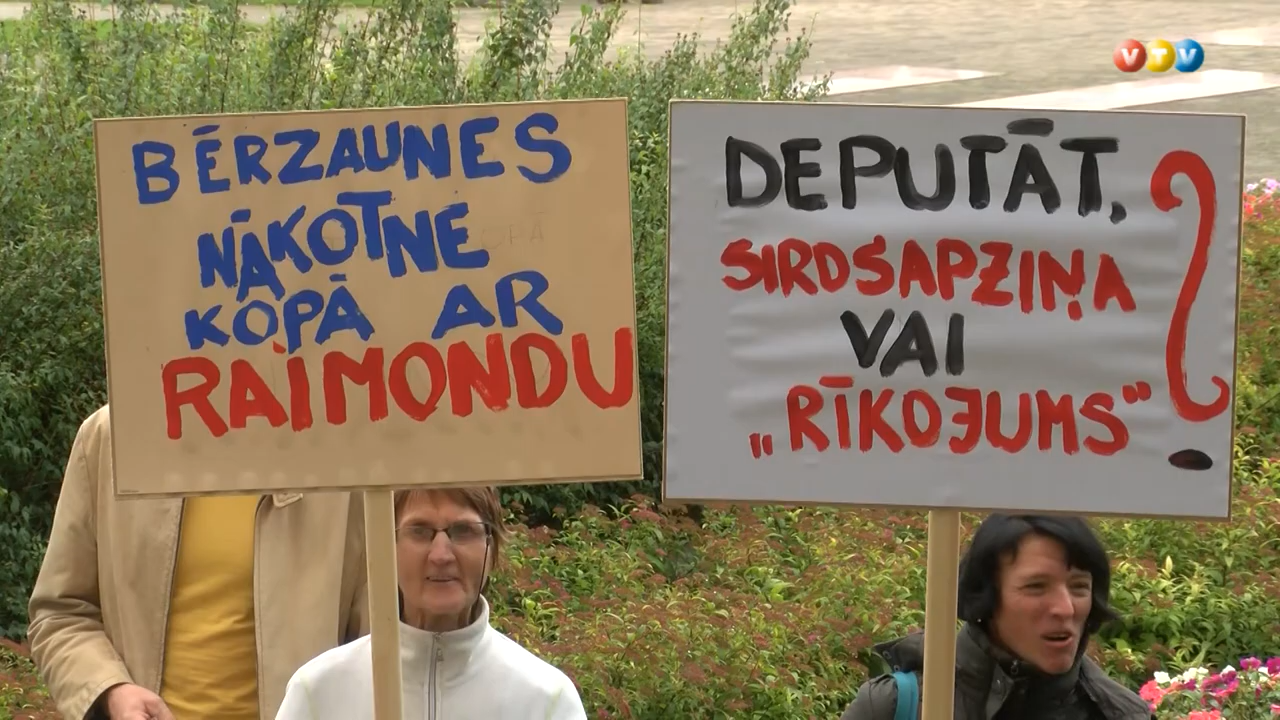 VTV
BĒRZAUNES
NĀKOTNE
KOPĀ AR
RAIMONDU
DEPUTĀT,
SIRDSAPZIŅA
VAI
„RĪKOJUMS” ?